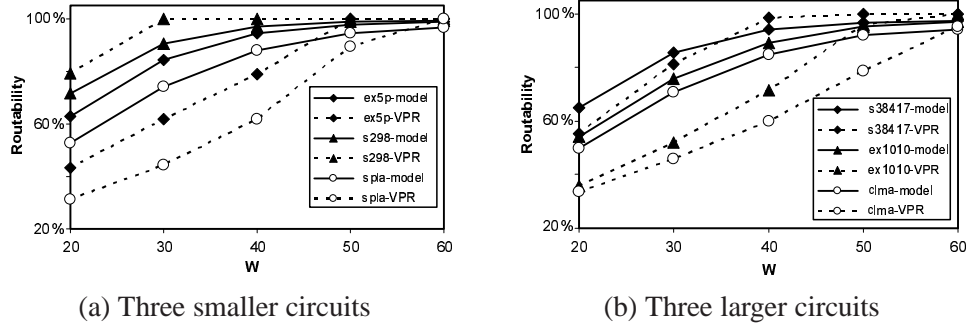 100%
60%
20%
Routability
20 30 40 50 60
W
ex5p-model
ex5p-VPR
s298-model
s298-VPR
spla-model
spla-VPR
(a) Three smaller circuits
100%
60%
20%
Routability
20 30 40 50 60
W
s38417-model
s38417-VPR
ex1010-model
ex1010-VPR
clma-model
clma-VPR
(b) Three larger circuits